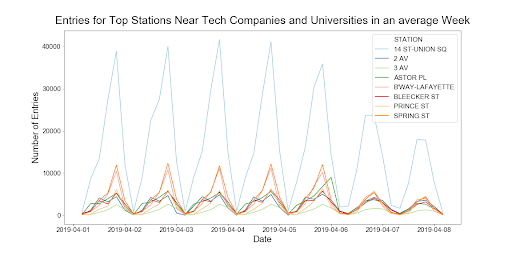 Entries for Top Stations Near Tech Companies and Universities in an average Week
STATION
14 ST-UNION SQ
2 AV
3 AV
ASTOR PL
B'WAY-LAFAYETTE
BLEECKER ST
PRINCE ST
SPRING ST
Number of Entries
40000
30000
20000
10000
0
2019-04-01 2019-04-02 2019-04-03 2019-04-04 2019-04-05 2019-04-06 2019-04-07 2019-04-08
Date